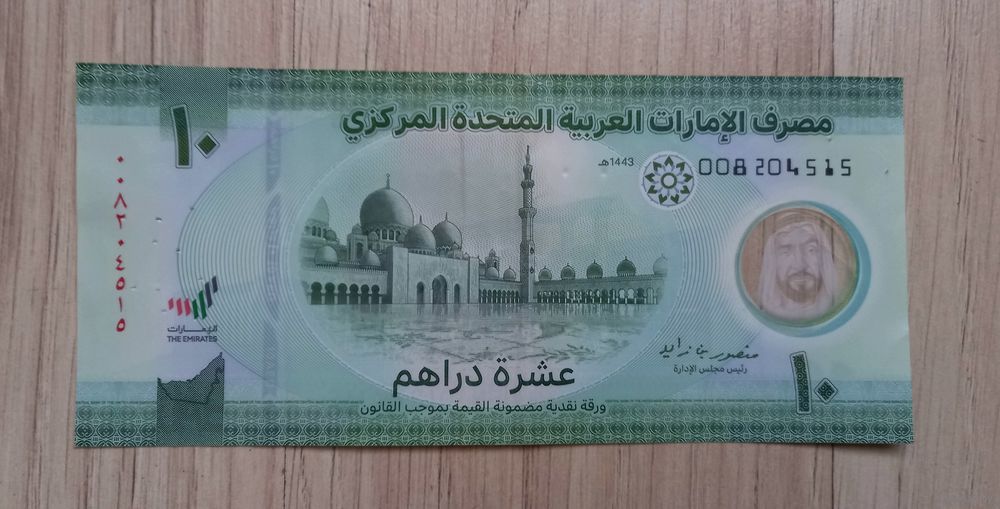 مصرف الإمارات العربية المتحدة المركزي
١٠
1443هـ
008204515
٠٠٨٢٠٤٥١٥
الإمارات
THE EMIRATES
منصور بن زايد
رئيس مجلس الإدارة
عشرة دراهم
ورقة نقدية مضمونة القيمة بموجب القانون
١٠